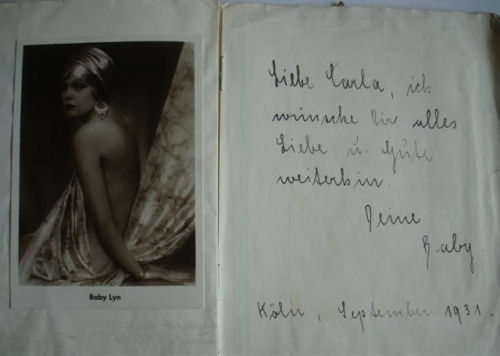 Baby Lyn
Liebe Carla, ich
wünsche Dir alles
Liebe u. Gute
weiterhin.
Deine
Baby.
Köln, September 1931.